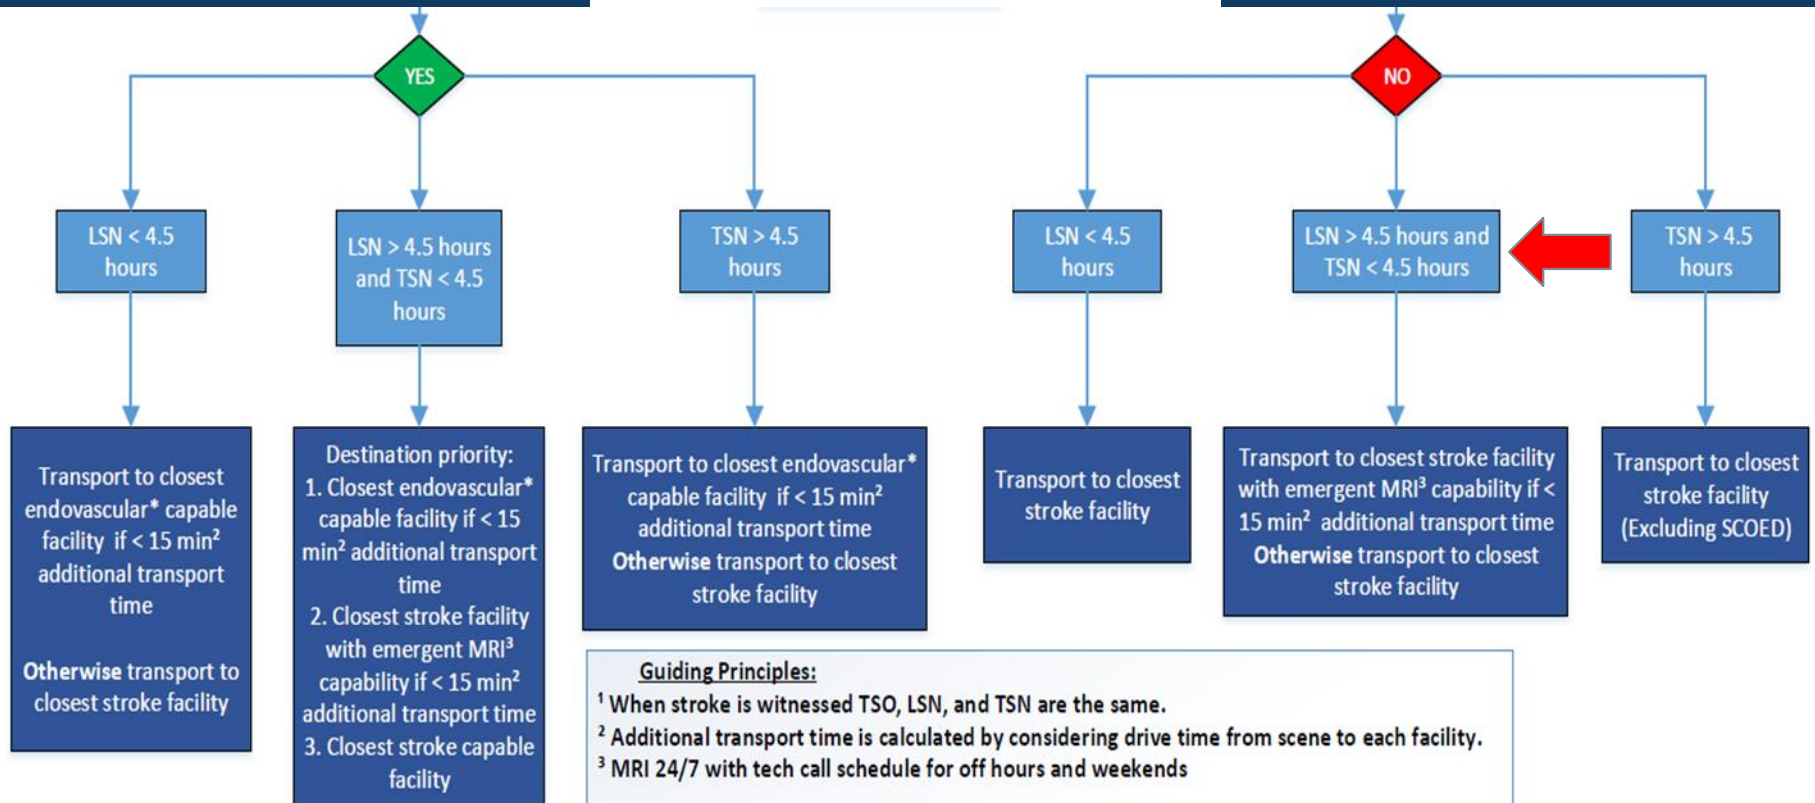 YES
NO
LSN < 4.5
hours
LSN > 4.5 hours
and TSN < 4.5
hours
TSN > 4.5
hours
LSN < 4.5
hours
LSN > 4.5 hours and
TSN < 4.5 hours
TSN > 4.5
hours
Transport to closest
endovascular* capable
facility if < 15 min²
additional transport
time
Otherwise transport to
closest stroke facility
Destination priority:
1. Closest endovascular*
capable facility if < 15
min² additional transport
time
2. Closest stroke facility
with emergent MRI³
capability if < 15 min²
additional transport time
3. Closest stroke capable
facility
Transport to closest endovascular*
capable facility if < 15 min²
additional transport time
Otherwise transport to closest
stroke facility
Transport to closest
stroke facility
Transport to closest stroke facility
with emergent MRI³ capability if <
15 min² additional transport time
Otherwise transport to closest
stroke facility
Transport to closest
stroke facility
(Excluding SCOED)
Guiding Principles:
¹ When stroke is witnessed TSO, LSN, and TSN are the same.
² Additional transport time is calculated by considering drive time from scene to each facility.
³ MRI 24/7 with tech call schedule for off hours and weekends